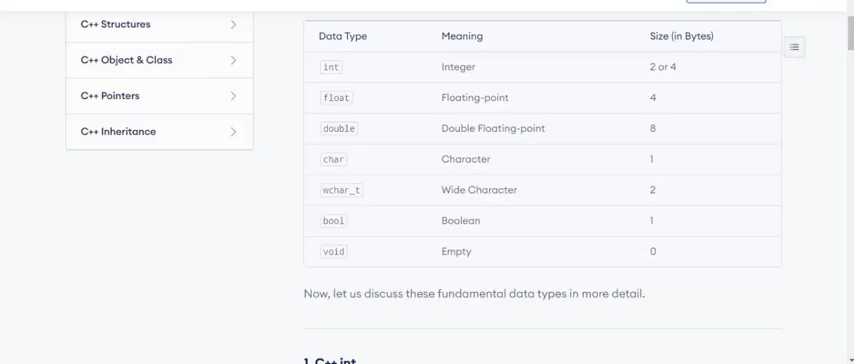 C++ Structures
C++ Object & Class
C++ Pointers
C++ Inheritance
Data Type Meaning Size (in Bytes)
int Integer 2 or 4
float Floating-point 4
double Double Floating-point 8
char Character 1
wchar_t Wide Character 2
bool Boolean 1
void Empty 0
Now, let us discuss these fundamental data types in more detail.
1. C++ int